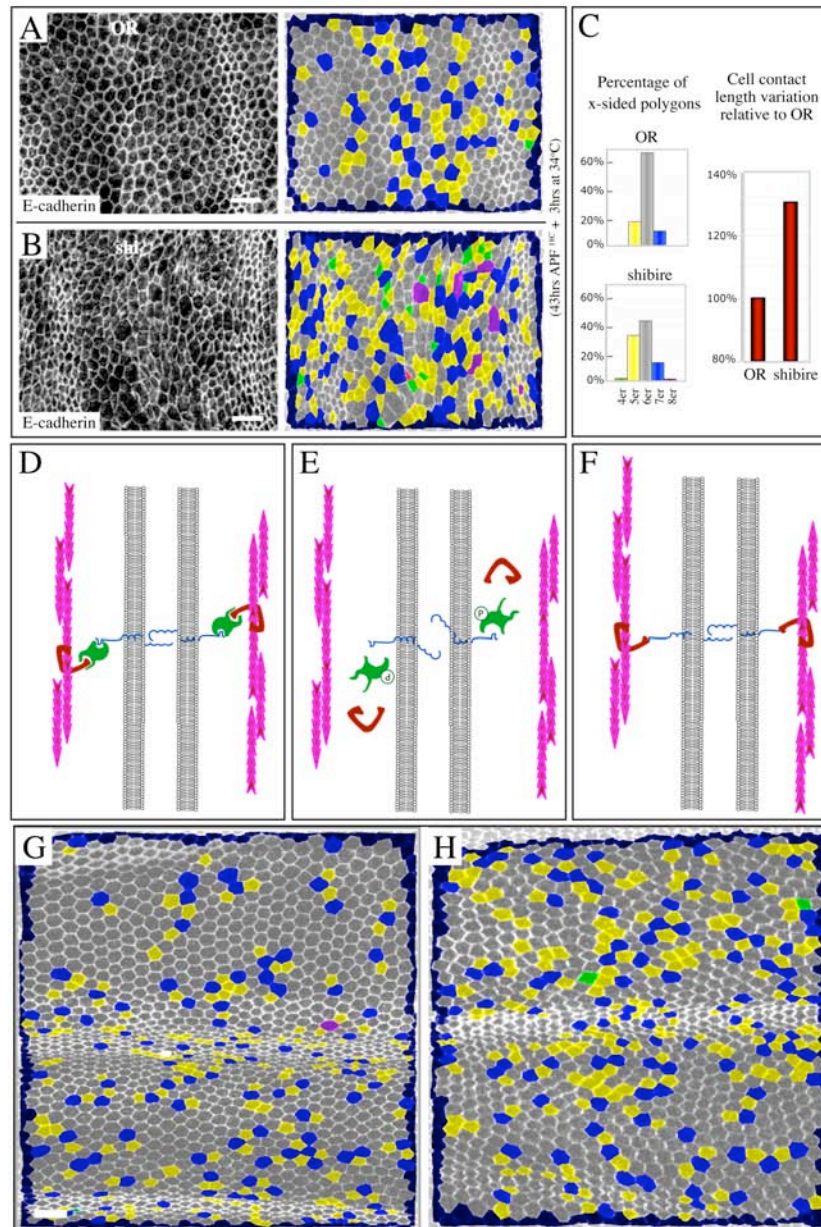 A
OR
E-cadherin
B
shi
E-cadherin
(43hrs APF 18C + 3hrs at 34°C)
C
Percentage of
x-sided polygons
OR
60%
40%
20%
0%
shibire
60%
40%
20%
0%
4er
5er
6er
7er
8er
Cell contact
length variation
relative to OR
140%
120%
100%
80%
OR shibire
D
E
P
P
F
G
H